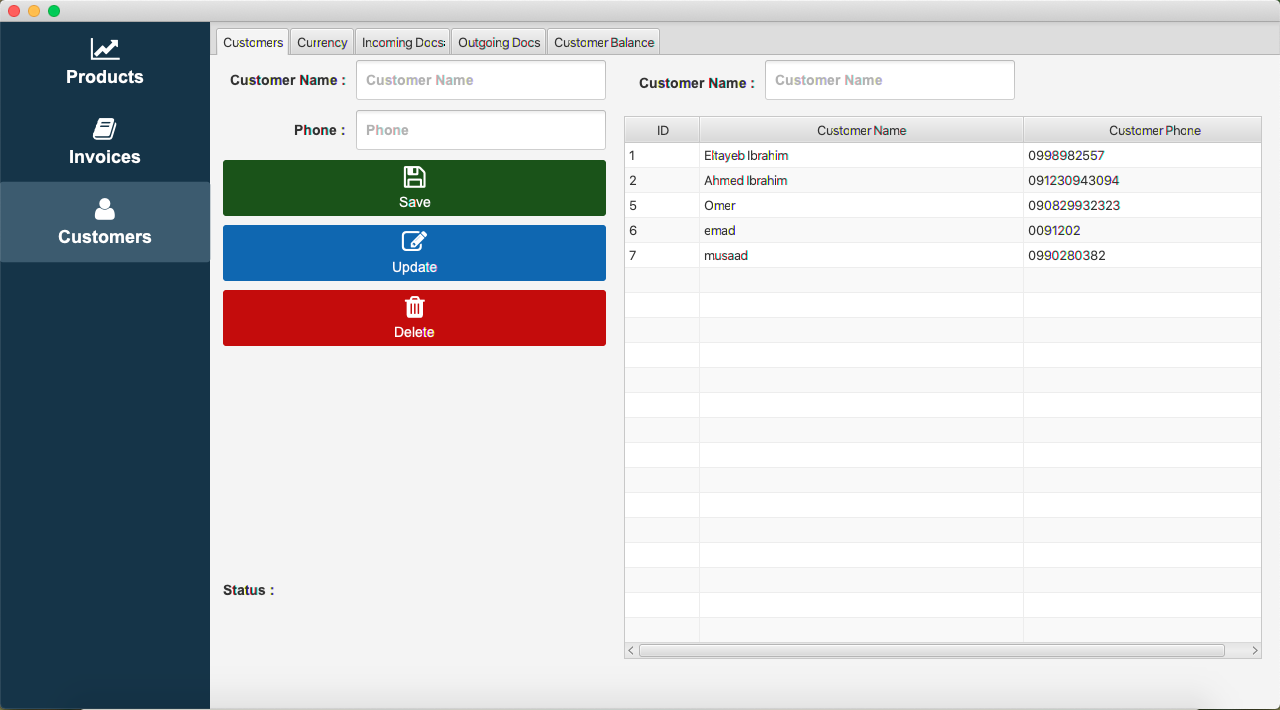 Products
Invoices
Customers
Customers Currency Incoming Docs: Outgoing Docs Customer Balance
Customer Name : Customer Name
Phone : Phone
Save
Update
Delete
Status :
Customer Name : Customer Name
ID Customer Name Customer Phone
1 Eltayeb Ibrahim 0998982557
2 Ahmed Ibrahim 091230943094
5 Omer 090829932323
6 emad 0091202
7 musaad 0990280382